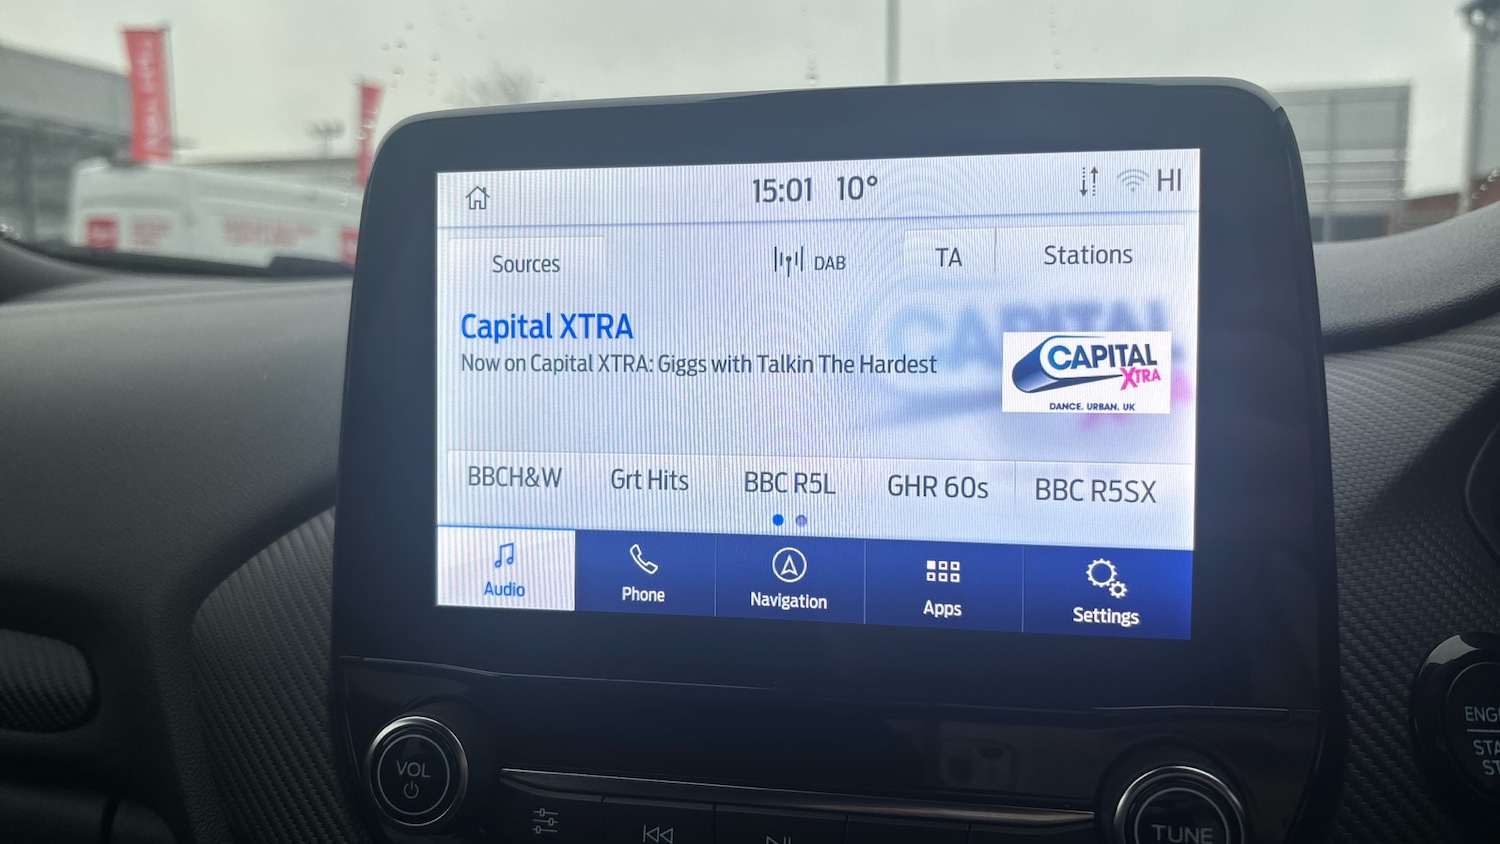 15:01 10° HI
Sources DAB TA Stations
Capital XTRA
Now on Capital XTRA: Giggs with Talkin The Hardest
CAPITAL
XTRA
DANCE. URBAN. UK
BBCH&W Grt Hits BBC R5L GHR 60s BBC R5SX
Audio Phone Navigation Apps Settings
VOL
TUNE